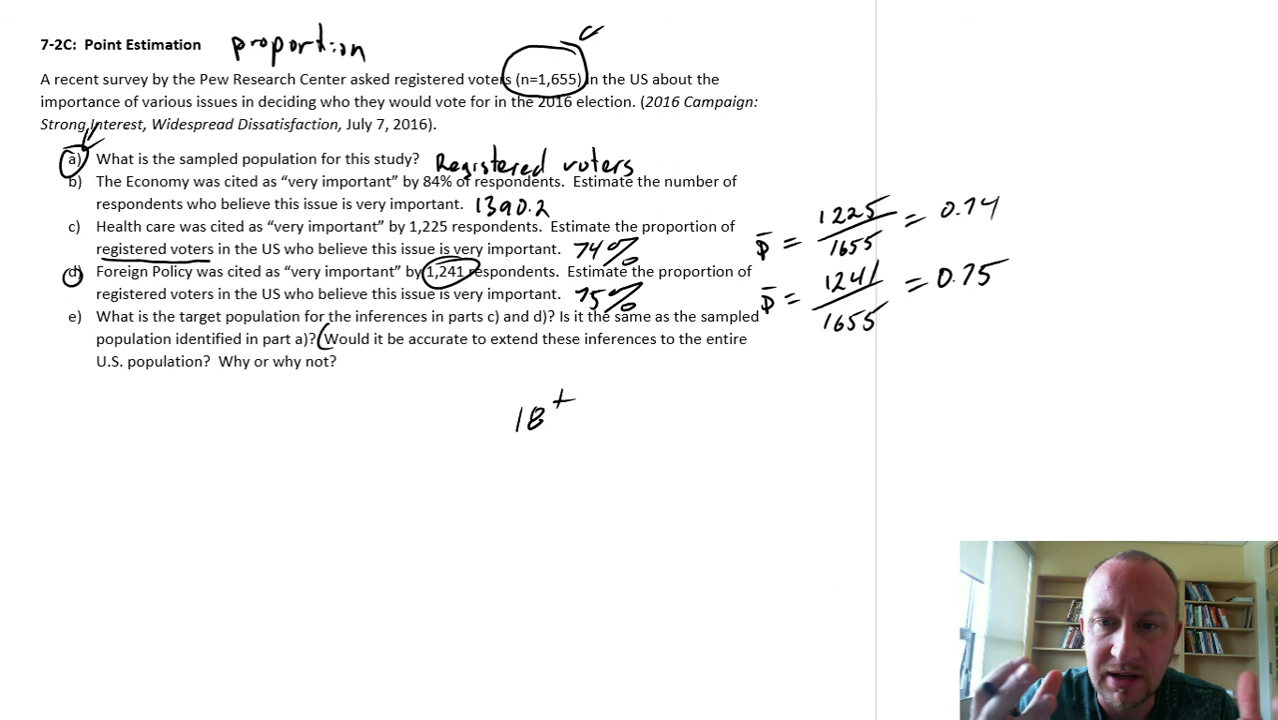 7-2C: Point Estimation proportion
A recent survey by the Pew Research Center asked registered voters (n=1,655) in the US about the
importance of various issues in deciding who they would vote for in the 2016 election. (2016 Campaign:
Strong Interest, Widespread Dissatisfaction, July 7, 2016).
a) What is the sampled population for this study? Registered voters
b) The Economy was cited as “very important” by 84% of respondents. Estimate the number of
respondents who believe this issue is very important. 1390.2
c) Health care was cited as “very important” by 1,225 respondents. Estimate the proportion of
registered voters in the US who believe this issue is very important. 74%
p̄ = 1225/1655 = 0.74
d) Foreign Policy was cited as “very important” by 1,241 respondents. Estimate the proportion of
registered voters in the US who believe this issue is very important. 75%
p̄ = 1241/1655 = 0.75
e) What is the target population for the inferences in parts c) and d)? Is it the same as the sampled
population identified in part a)? Would it be accurate to extend these inferences to the entire
U.S. population? Why or why not?
18+